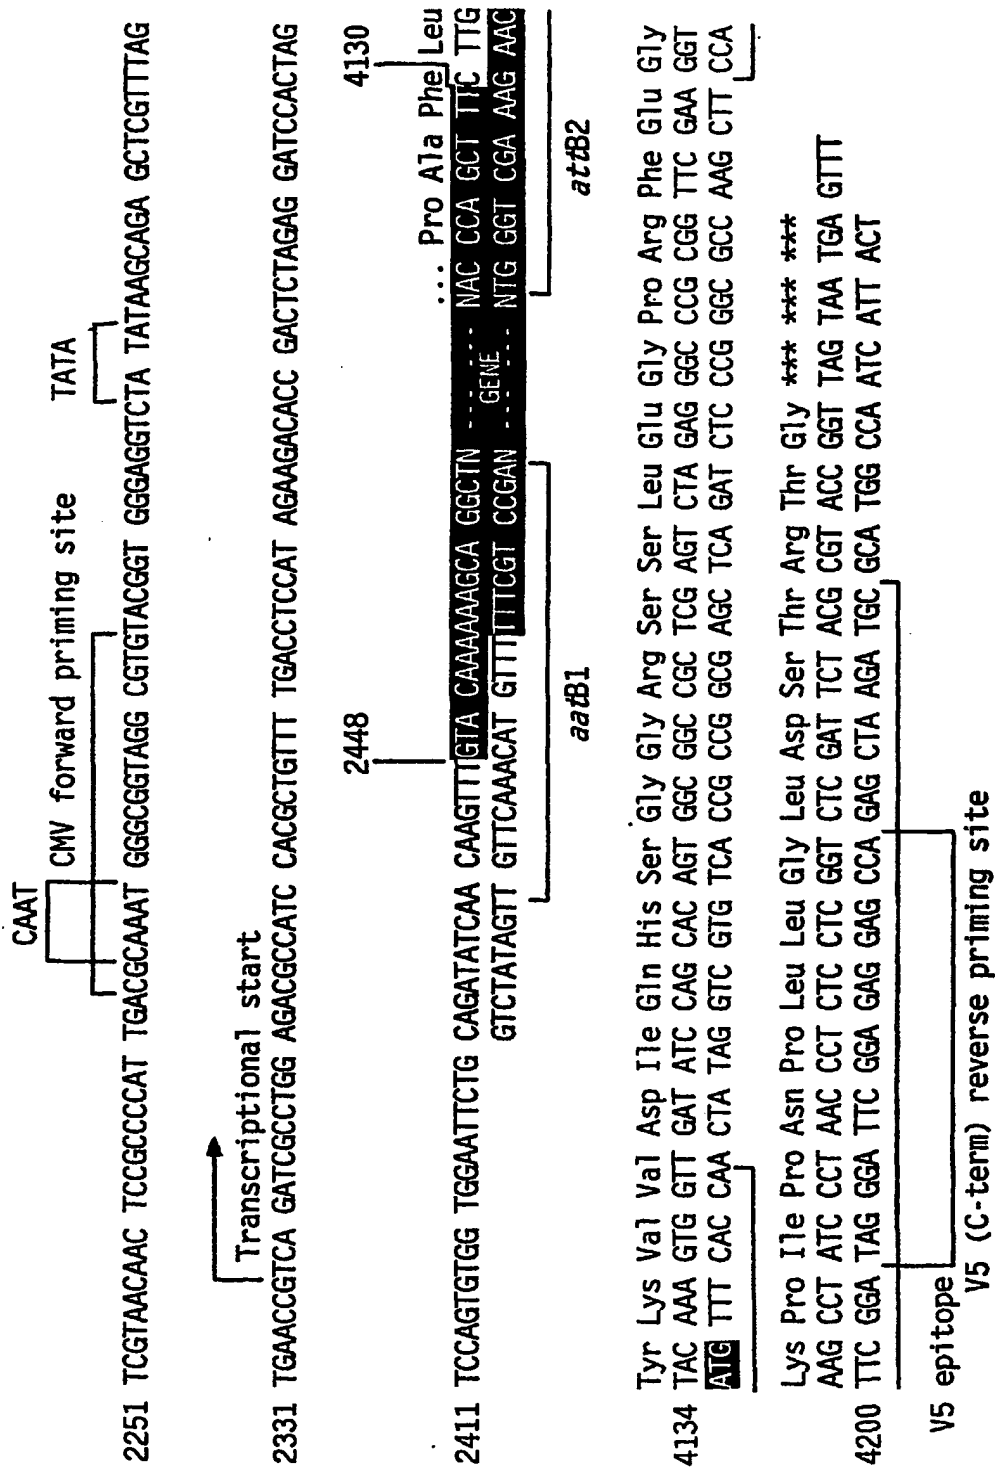 CAAT
CMV forward priming site
TATA
2251 TCGTAACAAC TCCGCCCCAT TGACGCAAAT GGGCGGTAGG CGTGTACGGT GGGAGGTCTA TATAAGCAGA GCTCGTTTAG
Transcriptional start
2331 TGAACCGTCA GATCGCCTGG AGACGCCATC CACGCTGTTT TGACCTCCAT AGAAGACACC GACTCTAGAG GATCCACTAG
2448
4130
... Pro Ala Phe Leu
2411 TCCAGTGTGG TGGAATTCTG CAGATATCAA CAAGTTTGTA CAAAAAAGCA GGCTN ---GENE--- NAC CCA GCT TTC TTG
GTCTATAGTT GTTCAAACAT GTTTTTTCGT CCGAN --- --- NTG GGT CGA AAG AAC
aatB1
attB2
Tyr Lys Val Val Asp Ile Gln His Ser Gly Gly Arg Ser Ser Leu Glu Gly Pro Arg Phe Glu Gly
4134 TAC AAA GTG GTT GAT ATC CAG CAC AGT GGC GGC CGC TCG AGT CTA GAG GGC CCG CGG TTC GAA GGT
ATG TTT CAC CAA CTA TAG GTC GTG TCA CCG CCG GCG AGC TCA GAT CTC CCG GGC GCC AAG CTT CCA
Lys Pro Ile Pro Asn Pro Leu Leu Gly Leu Asp Ser Thr Arg Thr Gly *** *** ***
AAG CCT ATC CCT AAC CCT CTC CTC GGT CTC GAT TCT ACG CGT ACC GGT TAG TAA TGA GTTT
4200 TTC GGA TAG GGA TTC GGA GAG GAG CCA GAG CTA AGA TGC GCA TGG CCA ATC ATT ACT
V5 epitope
V5 (C-term) reverse priming site